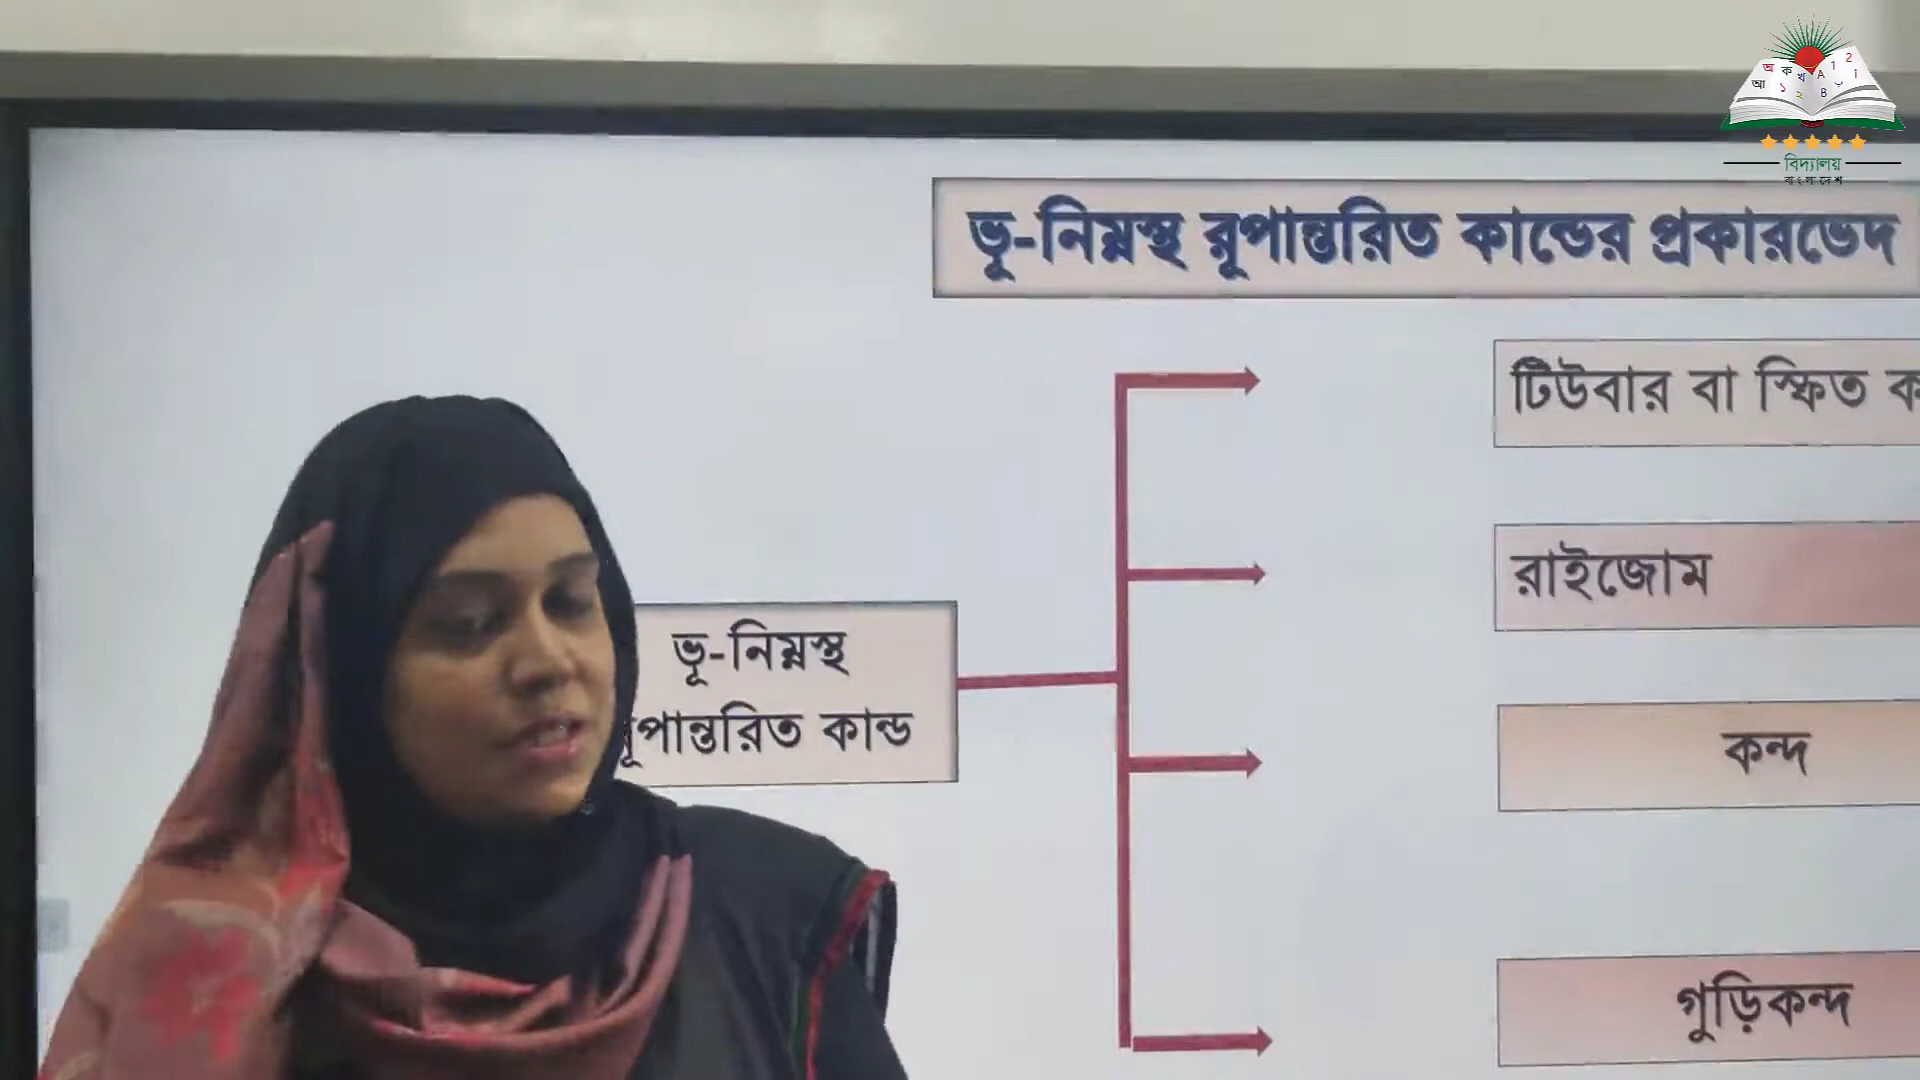 বিদ্যালয়
বাংলাদেশ
ভূ-নিম্নস্থ রূপান্তরিত কান্ডের প্রকারভেদ
টিউবার বা স্ফিত
রাইজোম
ভূ-নিম্নস্থ
রূপান্তরিত কান্ড
কন্দ
গুড়িকন্দ